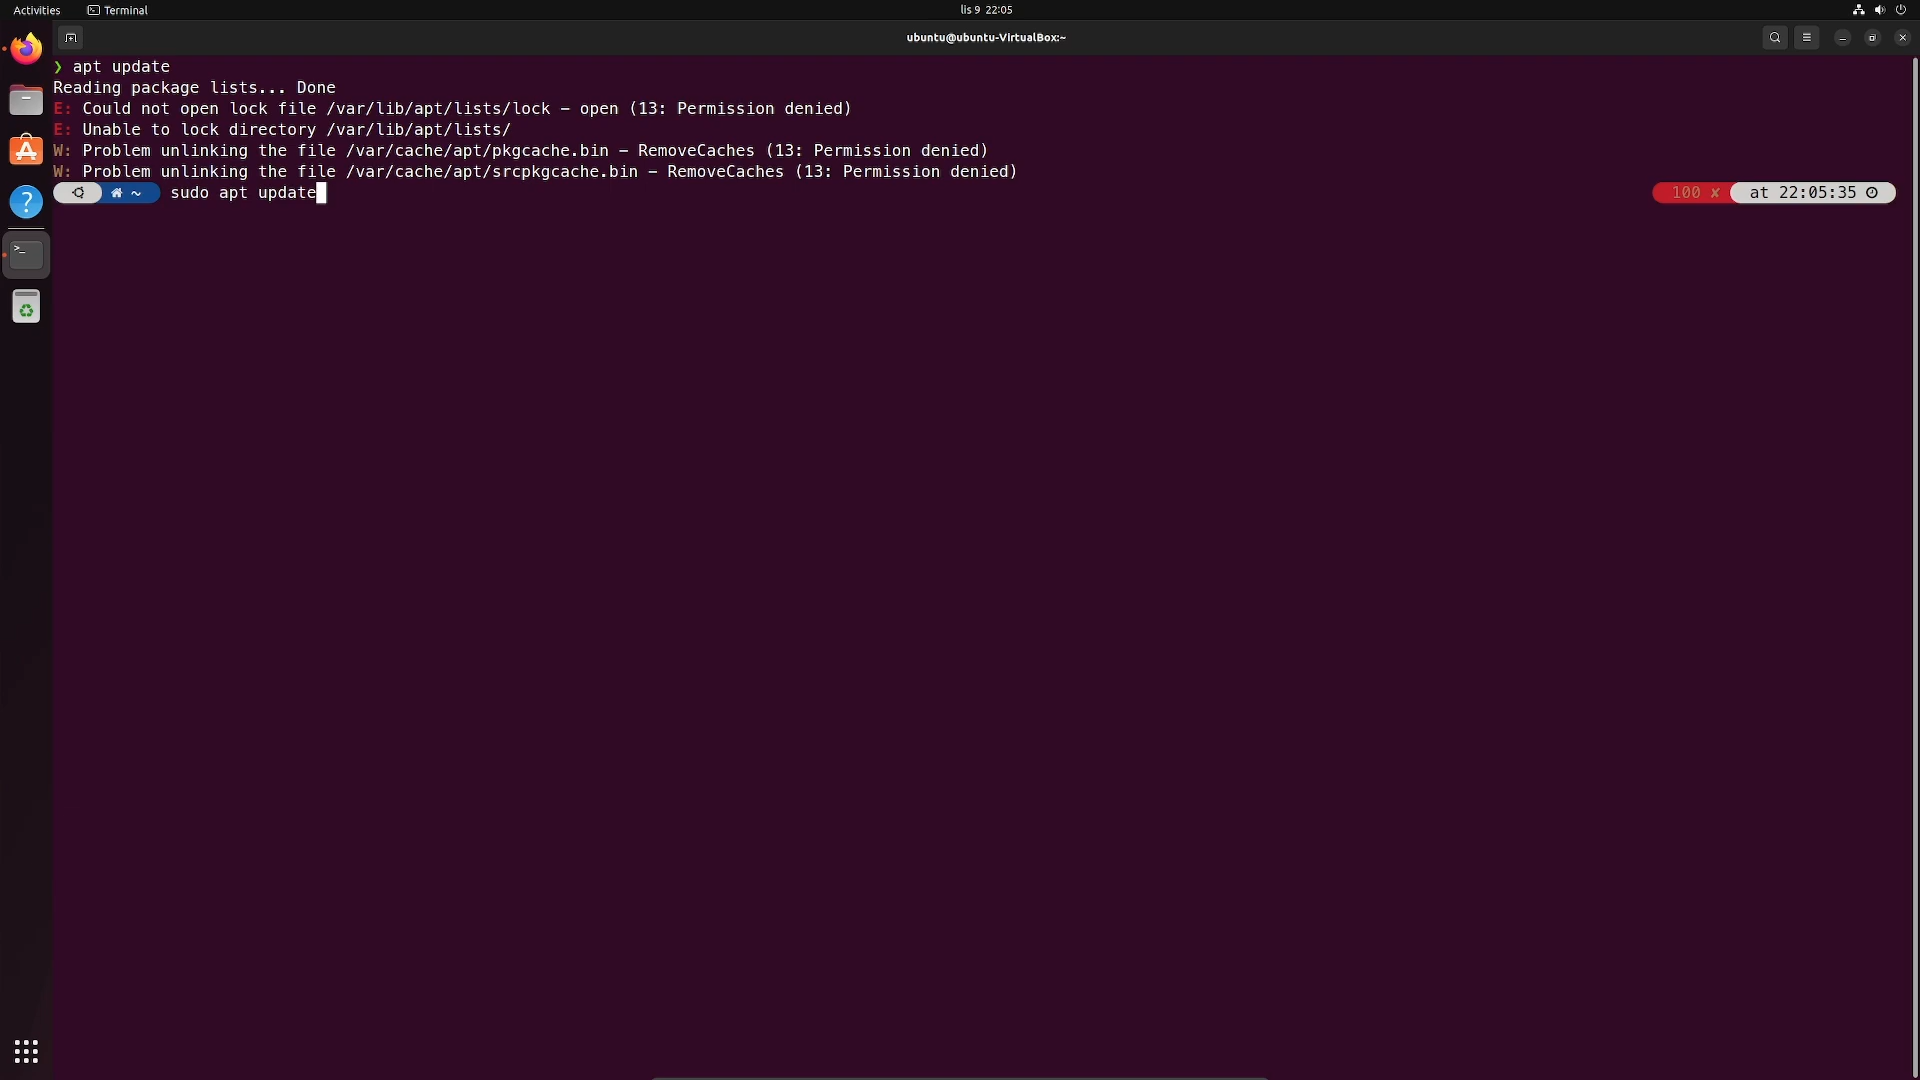 Activities Terminal lis 9 22:05
ubuntu@ubuntu-VirtualBox:~
❯ apt update
Reading package lists... Done
E: Could not open lock file /var/lib/apt/lists/lock - open (13: Permission denied)
E: Unable to lock directory /var/lib/apt/lists/
W: Problem unlinking the file /var/cache/apt/pkgcache.bin - RemoveCaches (13: Permission denied)
W: Problem unlinking the file /var/cache/apt/srcpkgcache.bin - RemoveCaches (13: Permission denied)
~ sudo apt update 100 ✘ at 22:05:35